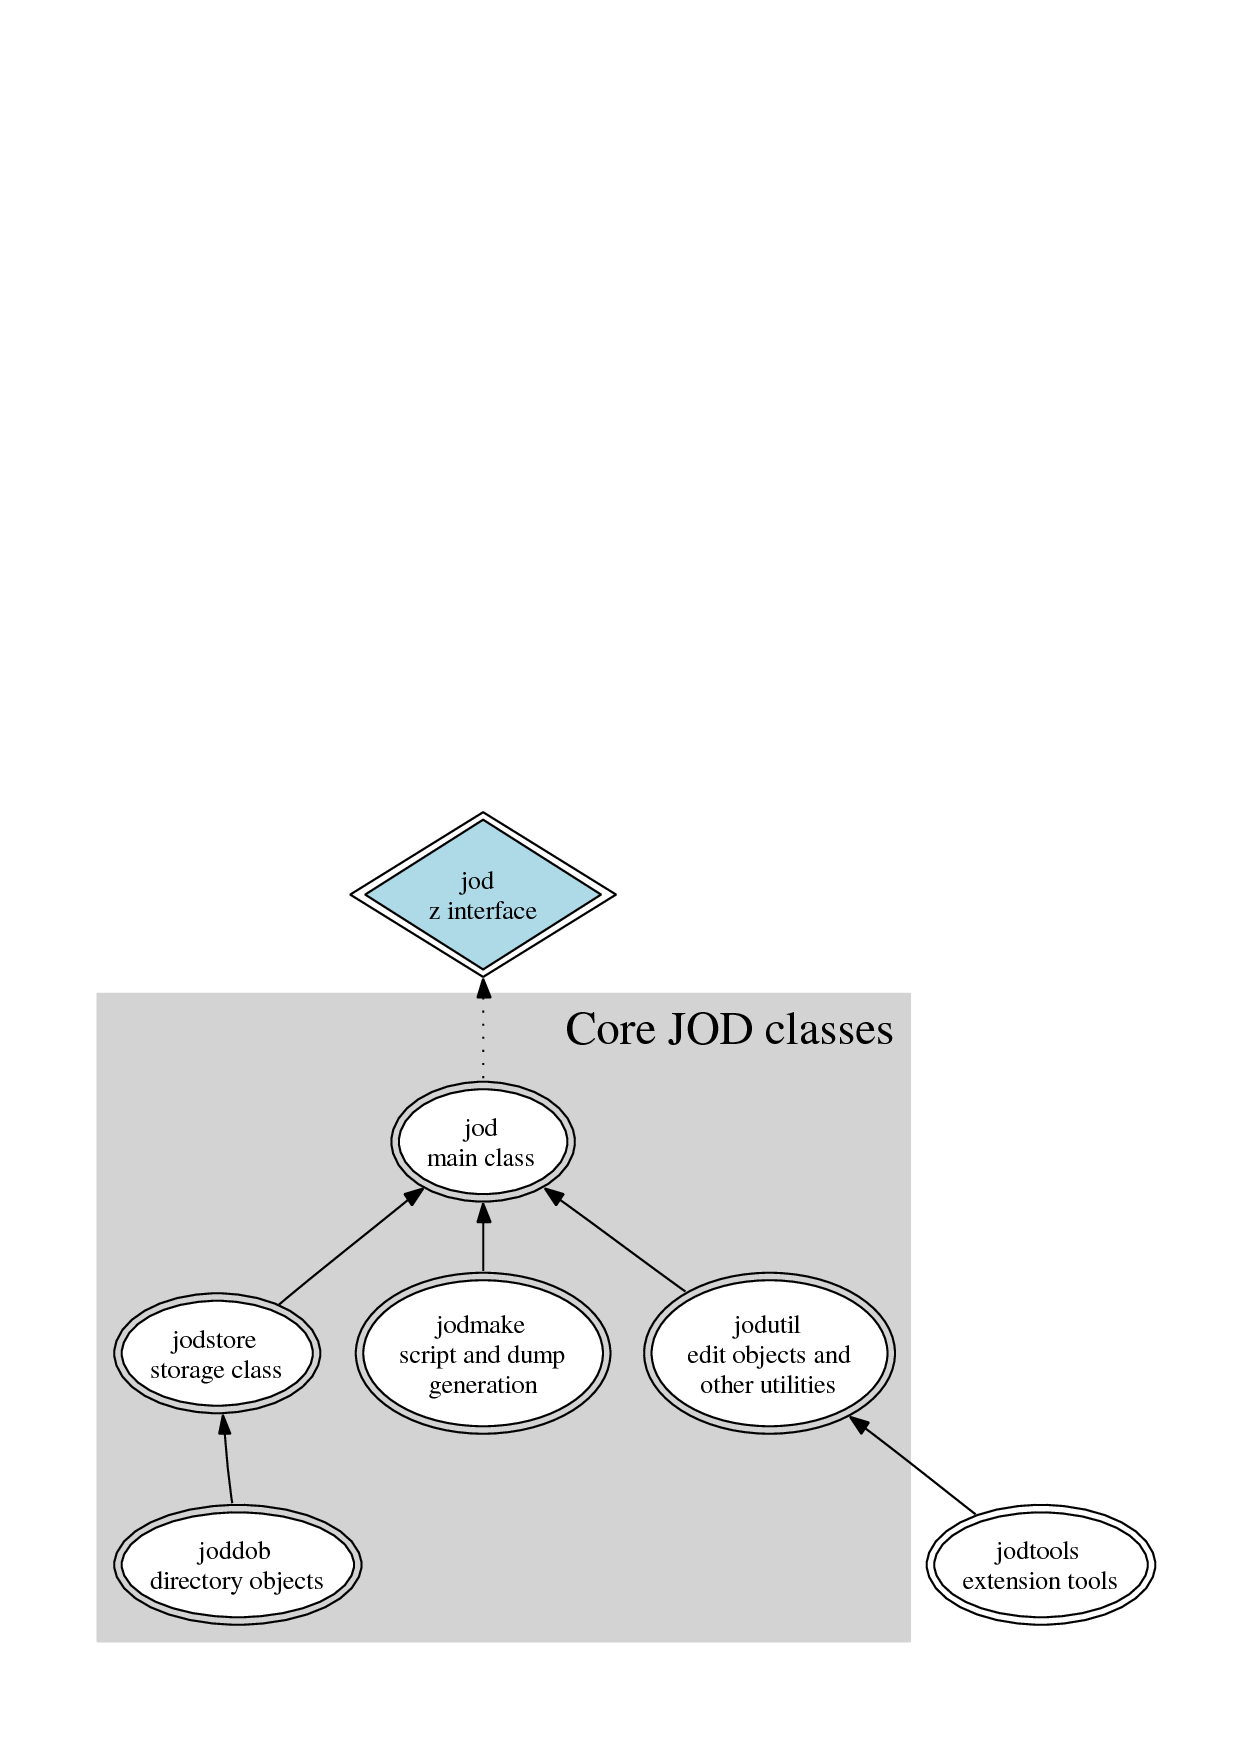 jod
z interface
Core JOD classes
jod
main class
jodstore
storage class
jodmake
script and dump
generation
jodutil
edit objects and
other utilities
joddob
directory objects
jodtools
extension tools